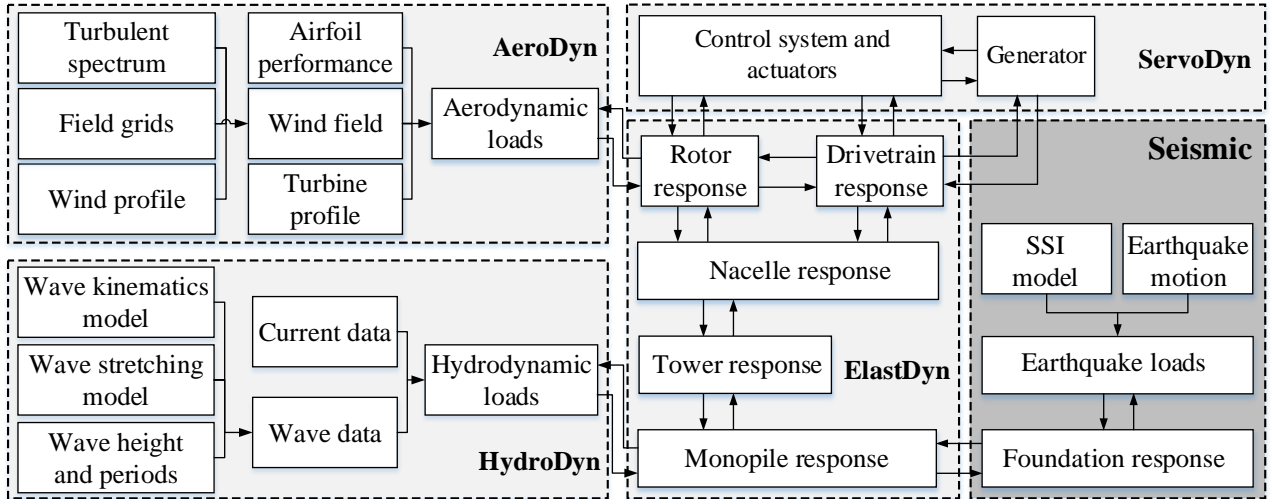 Turbulent
spectrum
Field grids
Wind profile
Airfoil
performance
Wind field
Turbine
profile
AeroDyn
Aerodynamic
loads
Control system and
actuators
Generator
ServoDyn
Rotor
response
Drivetrain
response
Nacelle response
Tower response
ElastDyn
Monopile response
Seismic
SSI
model
Earthquake
motion
Earthquake loads
Foundation response
Wave kinematics
model
Wave stretching
model
Wave height
and periods
Current data
Wave data
Hydrodynamic
loads
HydroDyn